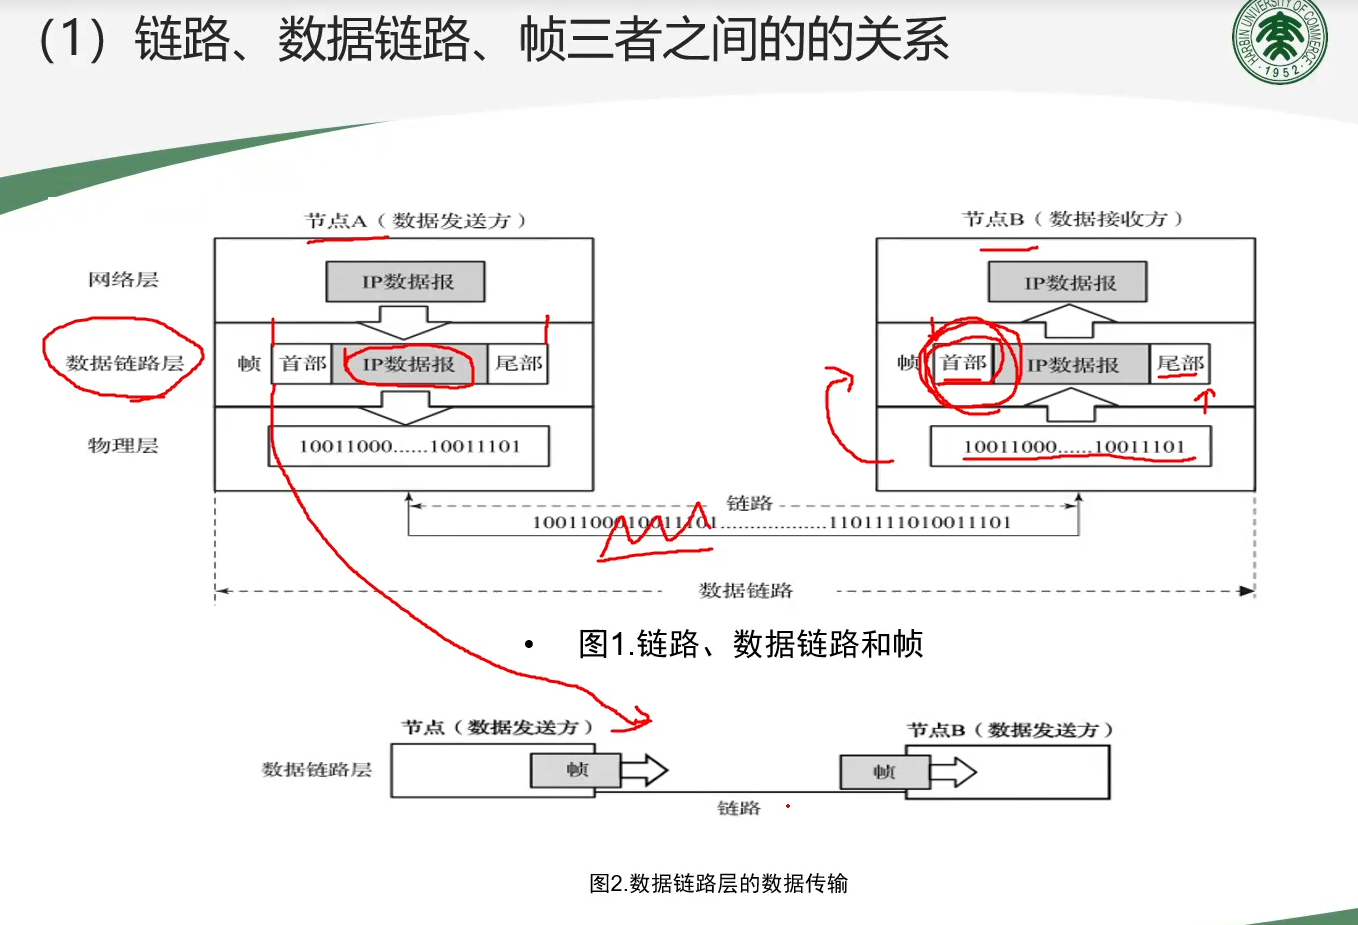 （1）链路、数据链路、帧三者之间的的关系
HARBIN UNIVERSITY OF COMMERCE
·1952·
节点A（数据发送方）
节点B（数据接收方）
网络层
IP数据报
IP数据报
数据链路层
帧 首部 IP数据报 尾部
帧 首部 IP数据报 尾部
物理层
10011000......10011101
10011000......10011101
链路
1001100010011101..................1101111010011101
数据链路
• 图1.链路、数据链路和帧
节点（数据发送方）
节点B（数据发送方）
数据链路层
帧
帧
链路
图2.数据链路层的数据传输